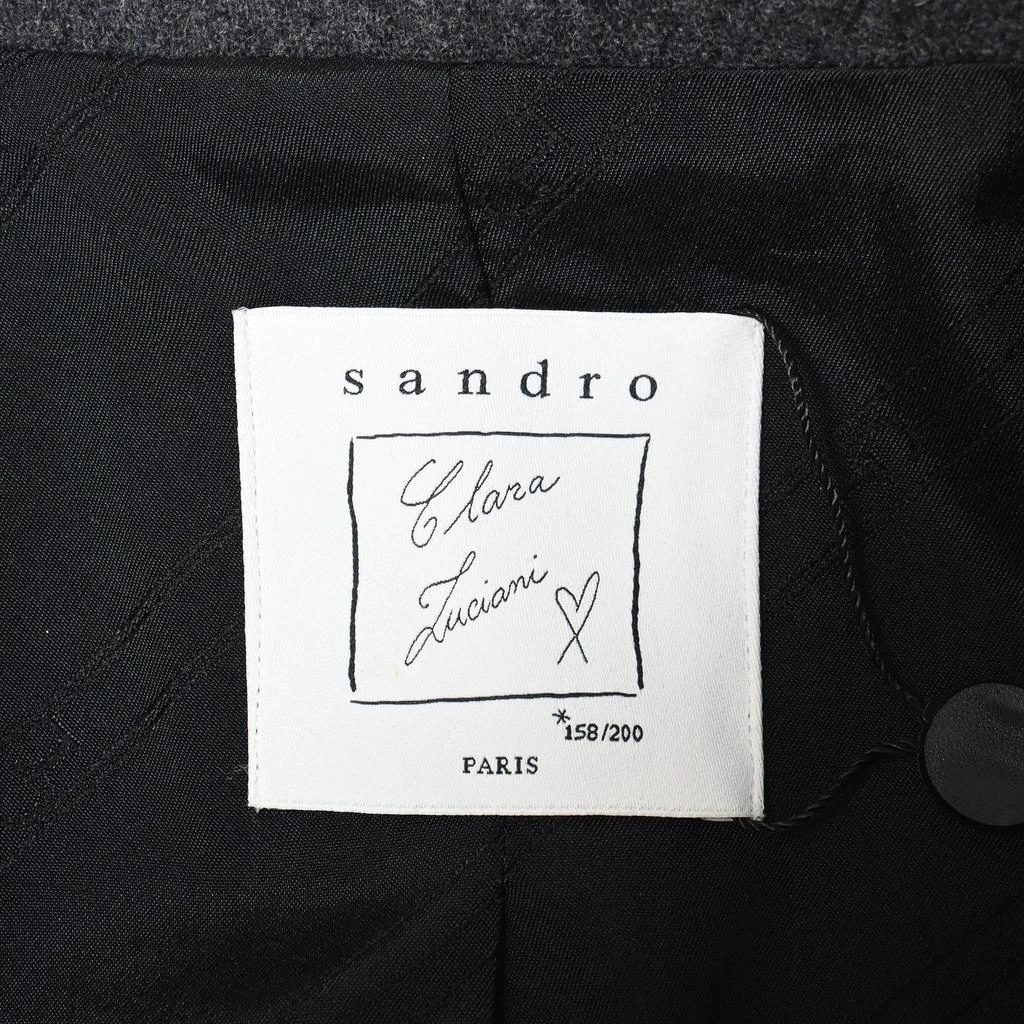 sandro
Clara
Luciani
*158/200
PARIS